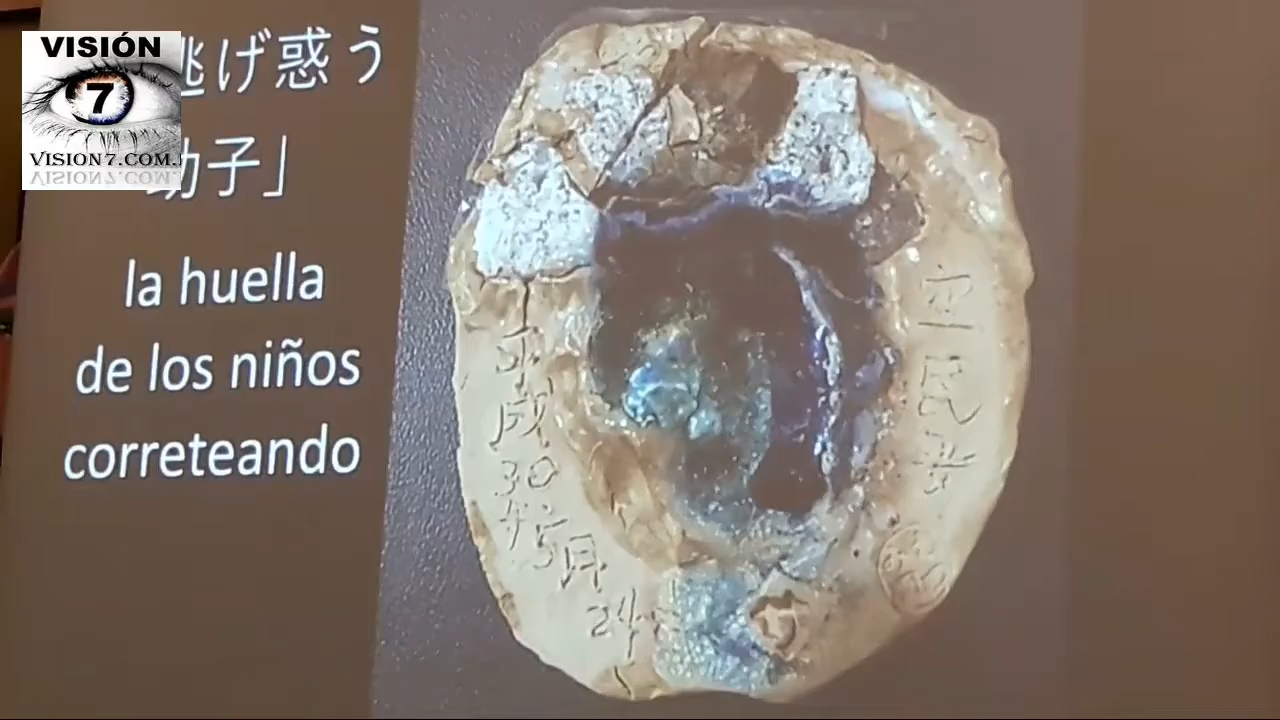 VISIÓN
7
VISION7.COM.
逃げ惑う
幼子」
la huella
de los niños
correteando
平成30年5月24